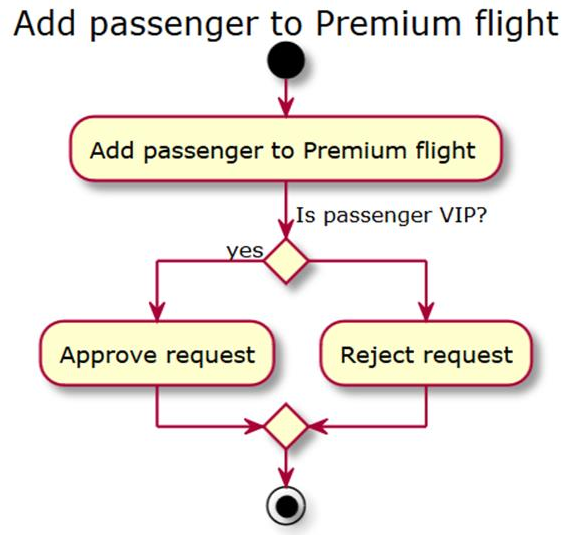 Add passenger to Premium flight
Add passenger to Premium flight
Is passenger VIP?
yes
Approve request
Reject request